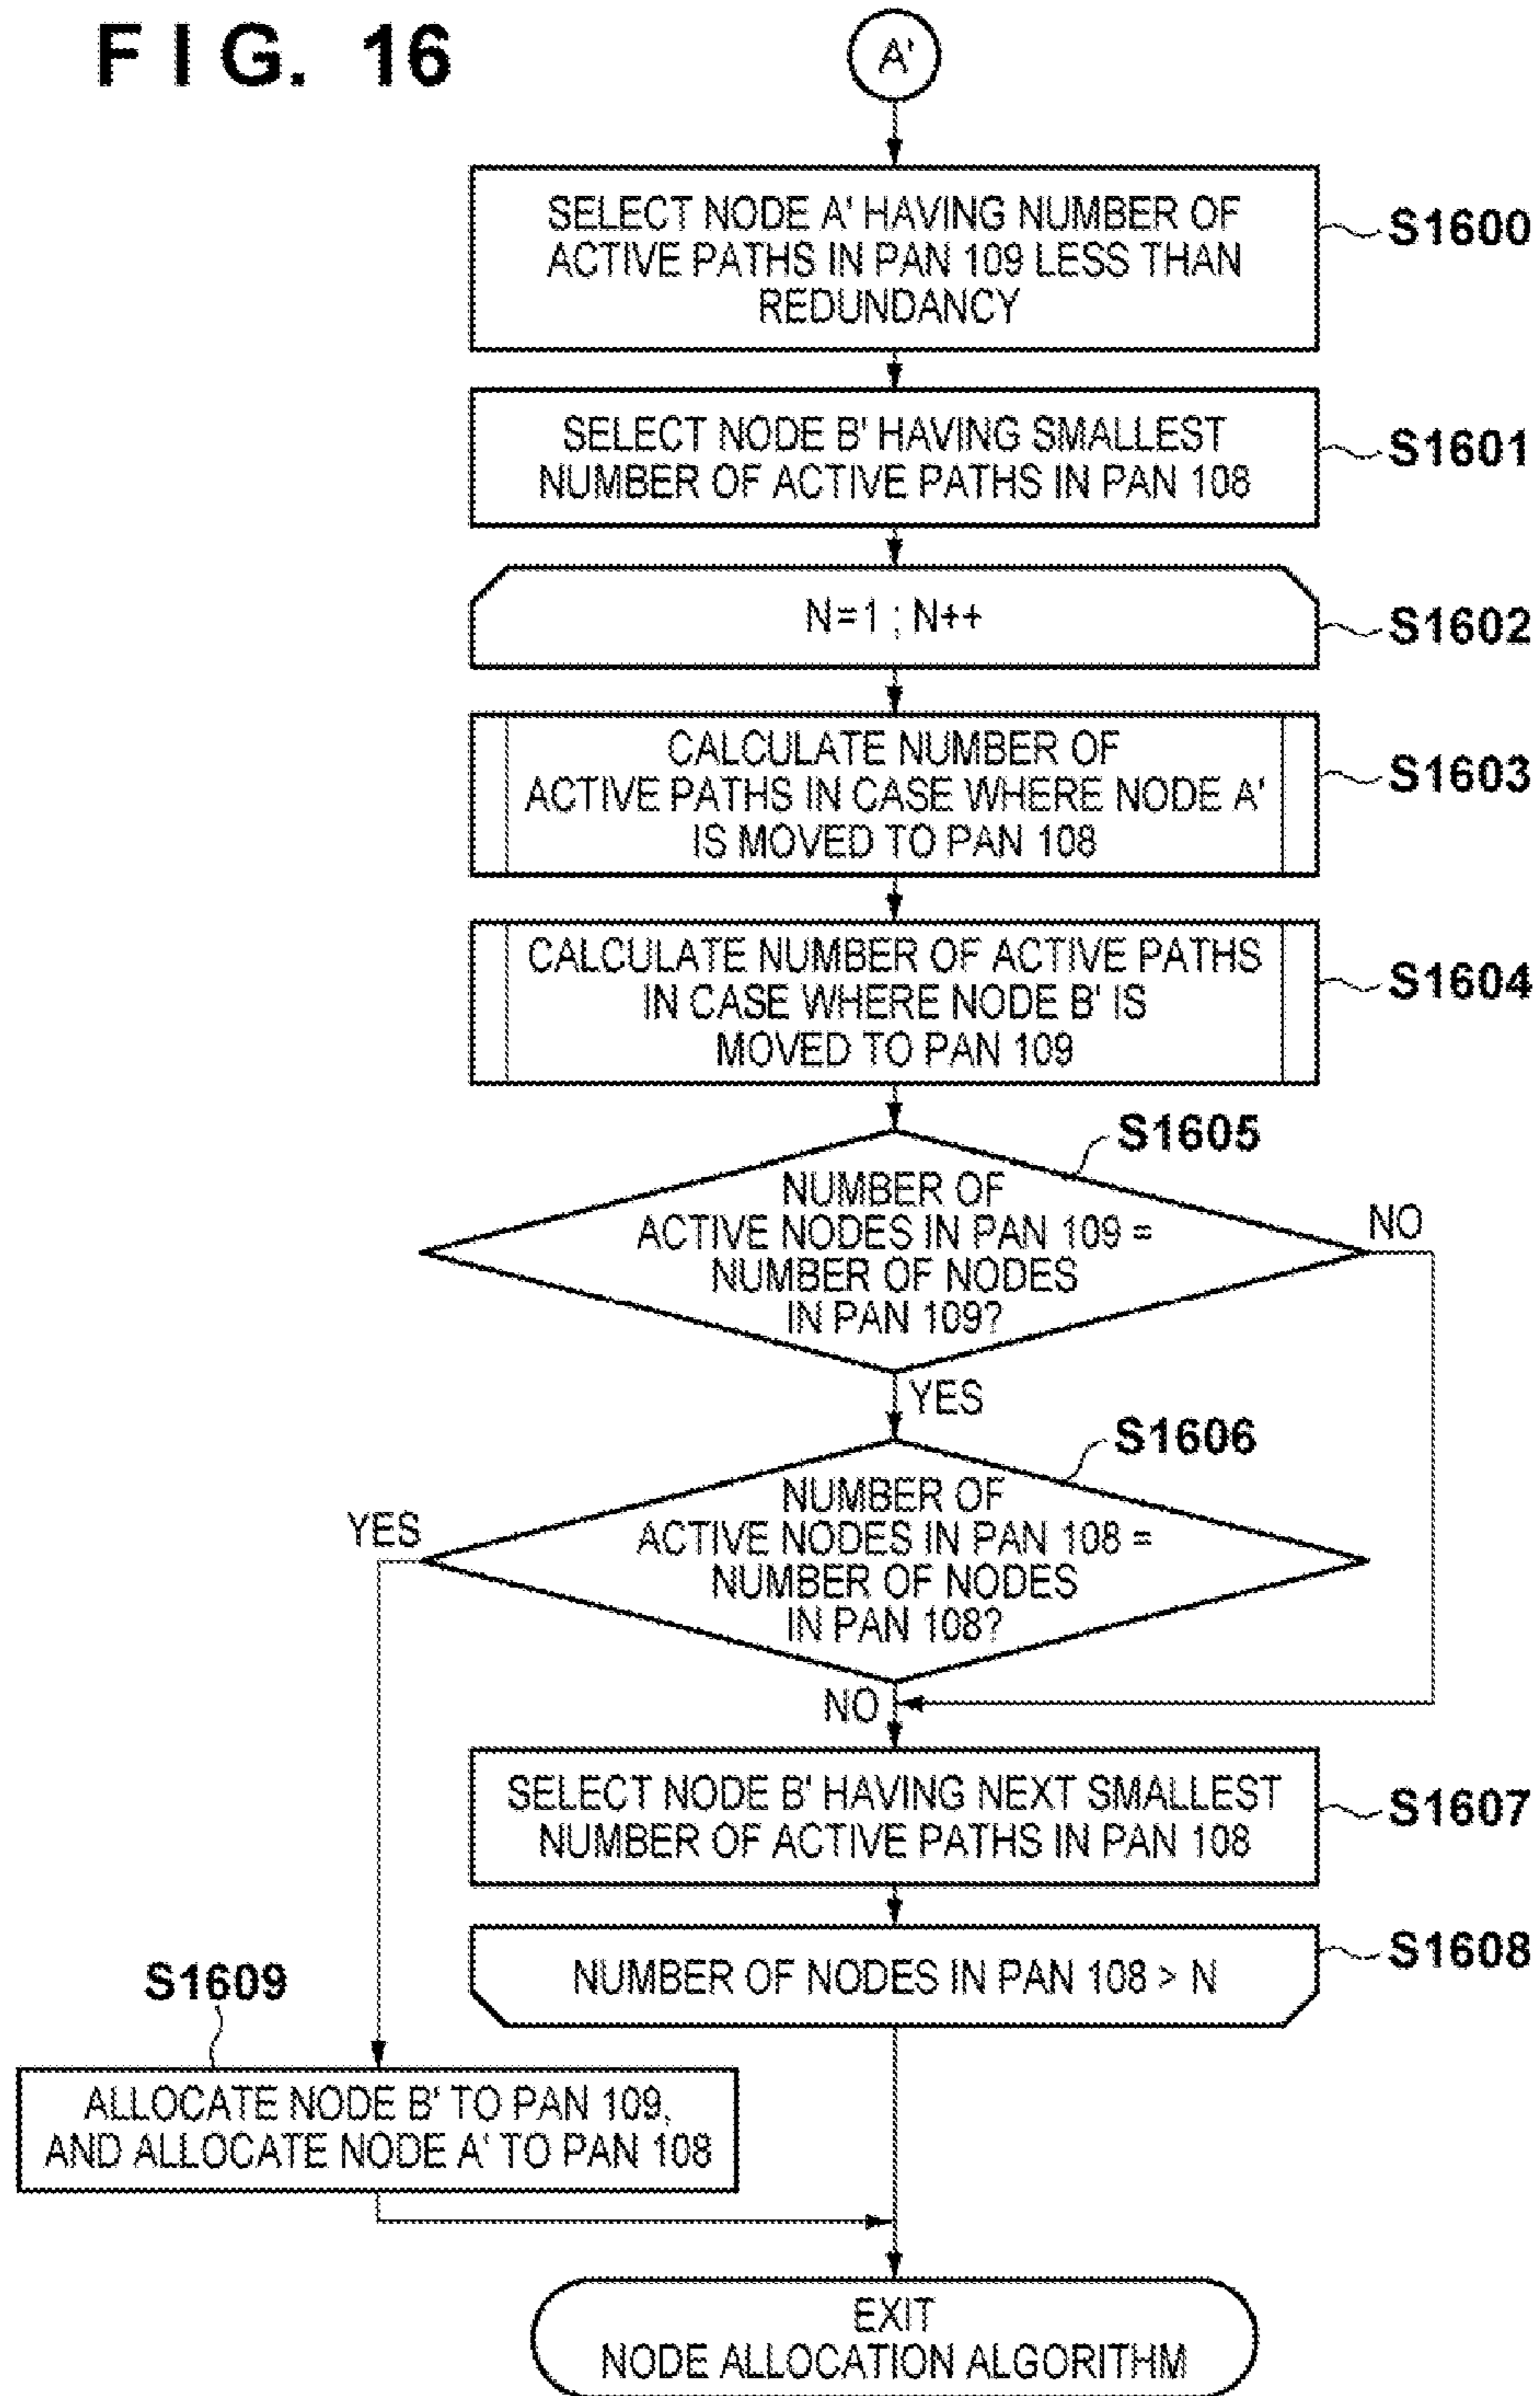 FIG. 16
A'
SELECT NODE A' HAVING NUMBER OF
ACTIVE PATHS IN PAN 109 LESS THAN
REDUNDANCY
S1600
SELECT NODE B' HAVING SMALLEST
NUMBER OF ACTIVE PATHS IN PAN 108
S1601
N=1 ; N++
S1602
CALCULATE NUMBER OF
ACTIVE PATHS IN CASE WHERE NODE A'
IS MOVED TO PAN 108
S1603
CALCULATE NUMBER OF ACTIVE PATHS
IN CASE WHERE NODE B' IS
MOVED TO PAN 109
S1604
S1605
NUMBER OF
ACTIVE NODES IN PAN 109 =
NUMBER OF NODES
IN PAN 109?
NO
YES
S1606
NUMBER OF
ACTIVE NODES IN PAN 108 =
NUMBER OF NODES
IN PAN 108?
YES
NO
SELECT NODE B' HAVING NEXT SMALLEST
NUMBER OF ACTIVE PATHS IN PAN 108
S1607
NUMBER OF NODES IN PAN 108 > N
S1608
S1609
ALLOCATE NODE B' TO PAN 109,
AND ALLOCATE NODE A' TO PAN 108
EXIT
NODE ALLOCATION ALGORITHM